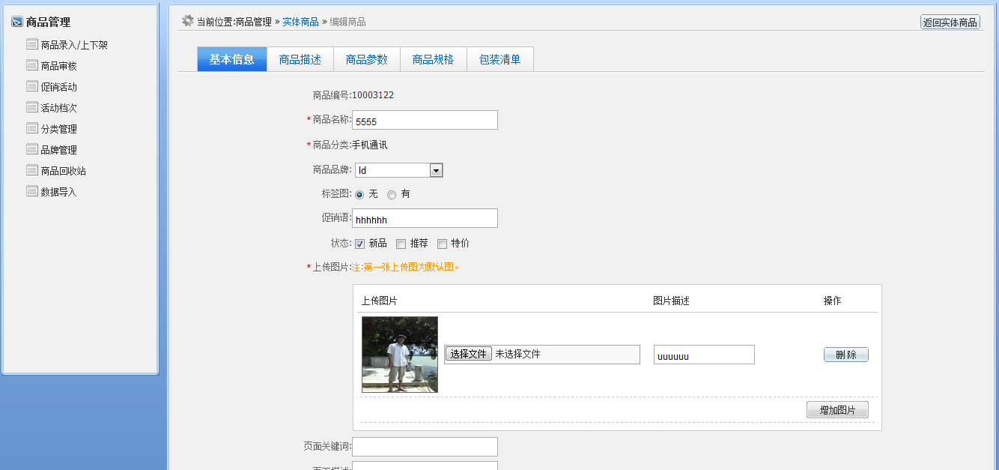 商品管理
商品录入/上下架
商品审核
促销活动
活动档次
分类管理
品牌管理
商品回收站
数据导入
当前位置:商品管理 » 实体商品 » 编辑商品
返回实体商品
基本信息 商品描述 商品参数 商品规格 包装清单
商品编号:10003122
*商品名称: 5555
*商品分类:手机通讯
商品品牌: ld
标签图: 无 有
促销语: hhhhhh
状态: 新品 推荐 特价
*上传图片:注:第一张上传图为默认图。
上传图片 图片描述 操作
选择文件 未选择文件 uuuuuu 删 除
增加图片
页面关键词:
页面描述: